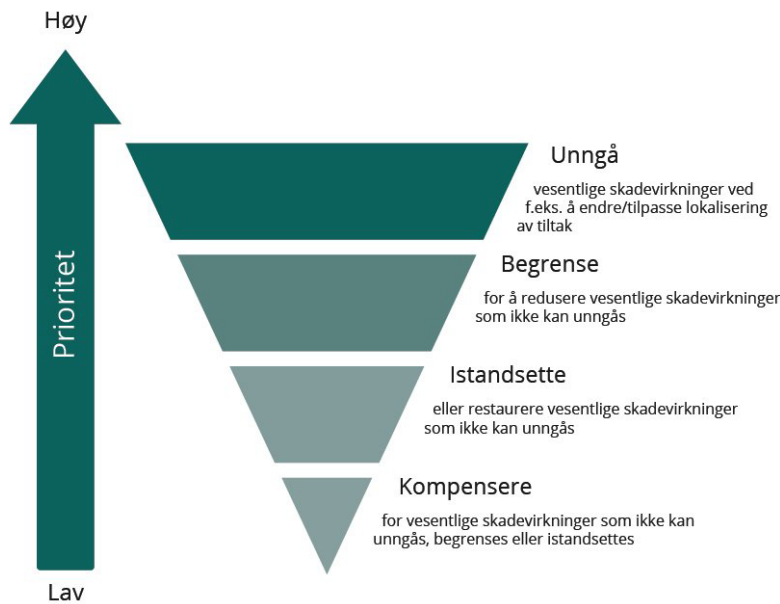 Høy
Prioritet
Unngå
vesentlige skadevirkninger ved
f.eks. å endre/tilpasse lokalisering
av tiltak
Begrense
for å redusere vesentlige skadevirkninger
som ikke kan unngås
Istandsette
eller restaurere vesentlige skadevirkninger
som ikke kan unngås
Kompensere
for vesentlige skadevirkninger som ikke kan
unngås, begrenses eller istandsettes
Lav